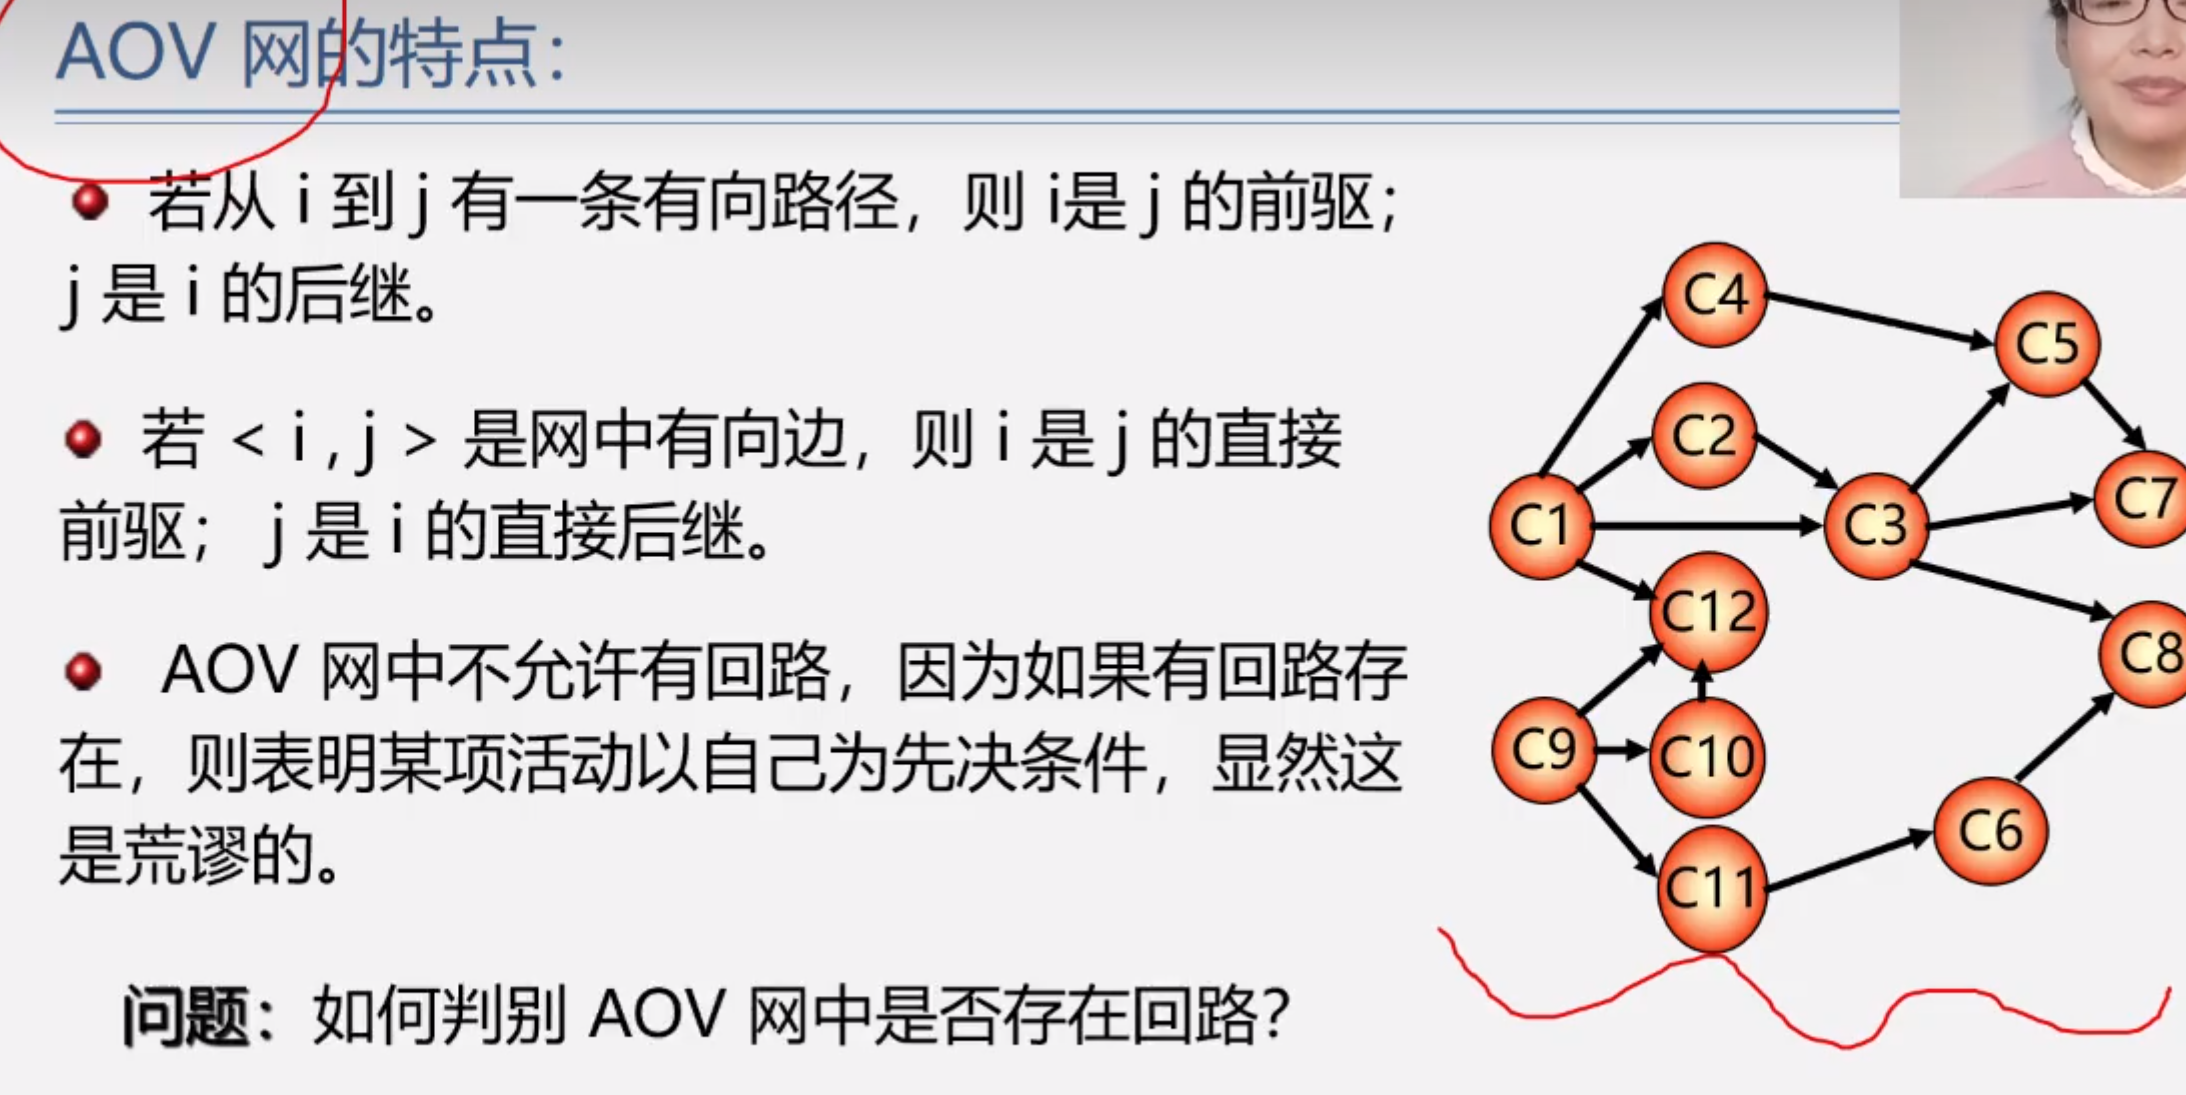 AOV 网的特点：
若从 i 到 j 有一条有向路径，则 i是 j 的前驱；
j 是 i 的后继。
若 < i , j > 是网中有向边，则 i 是 j 的直接
前驱； j 是 i 的直接后继。
AOV 网中不允许有回路，因为如果有回路存
在，则表明某项活动以自己为先决条件，显然这
是荒谬的。
问题：如何判别 AOV 网中是否存在回路？
C4
C5
C2
C7
C1
C3
C12
C8
C9
C10
C6
C11